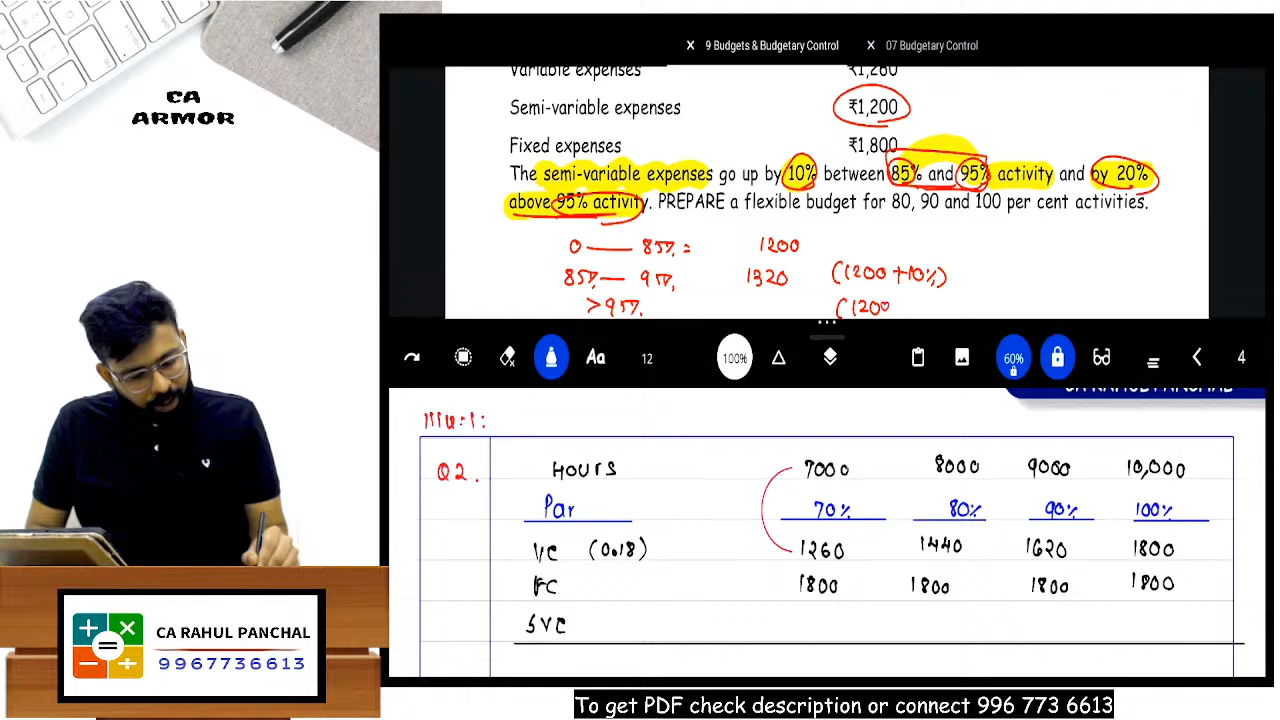 CA
ARMOR
9 Budgets & Budgetary Control
07 Budgetary Control
Variable expenses ₹1,260
Semi-variable expenses ₹1,200
Fixed expenses ₹1,800
The semi-variable expenses go up by 10% between 85% and 95% activity and by 20%
above 95% activity. PREPARE a flexible budget for 80, 90 and 100 per cent activities.
0 — 85% = 1200
85% — 95% 1320 (1200 + 10%)
>95% (1200
Aa 12 100% 60% 4
CA RAHUL PANCHAL
Q2. HOURS 7000 8000 9000 10,000
Par 70% 80% 90% 100%
VC (0.18) 1260 1440 1620 1800
FC 1800 1800 1800 1800
SVC
CA RAHUL PANCHAL
9967736613
To get PDF check description or connect 996 773 6613